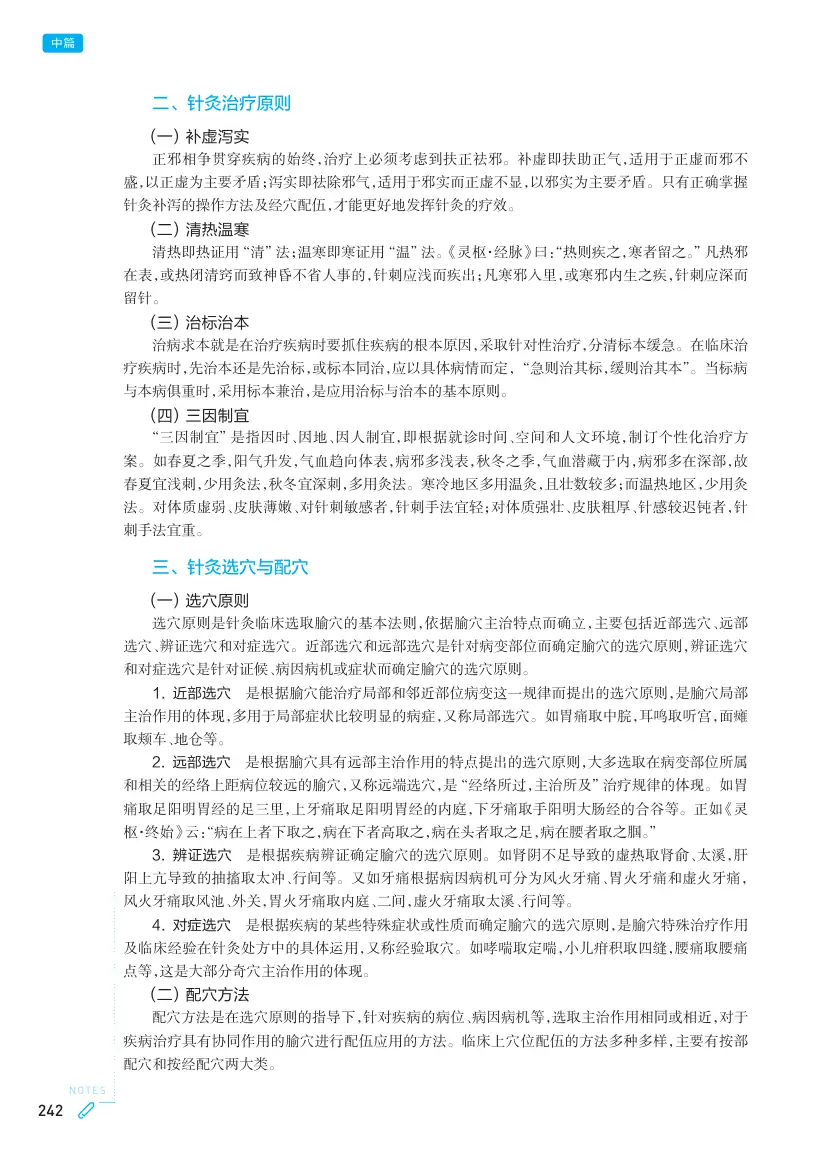 中篇
二、针灸治疗原则
（一）补虚泻实
正邪相争贯穿疾病的始终，治疗上必须考虑到扶正祛邪。补虚即扶助正气，适用于正虚而邪不
盛，以正虚为主要矛盾；泻实即祛除邪气，适用于邪实而正虚不显，以邪实为主要矛盾。只有正确掌握
针灸补泻的操作方法及经穴配伍，才能更好地发挥针灸的疗效。
（二）清热温寒
清热即热证用“清”法；温寒即寒证用“温”法。《灵枢·经脉》曰：“热则疾之，寒者留之。”凡热邪
在表，或热闭清窍而致神昏不省人事的，针刺应浅而疾出；凡寒邪入里，或寒邪内生之疾，针刺应深而
留针。
（三）治标治本
治病求本就是在治疗疾病时要抓住疾病的根本原因，采取针对性治疗，分清标本缓急。在临床治
疗疾病时，先治本还是先治标，或标本同治，应以具体病情而定，“急则治其标，缓则治其本”。当标病
与本病俱重时，采用标本兼治，是应用治标与治本的基本原则。
（四）三因制宜
“三因制宜”是指因时、因地、因人制宜，即根据就诊时间、空间和人文环境，制订个性化治疗方
案。如春夏之季，阳气升发，气血趋向体表，病邪多浅表，秋冬之季，气血潜藏于内，病邪多在深部，故
春夏宜浅刺，少用灸法，秋冬宜深刺，多用灸法。寒冷地区多用温灸，且壮数较多；而温热地区，少用灸
法。对体质虚弱、皮肤薄嫩、对针刺敏感者，针刺手法宜轻；对体质强壮、皮肤粗厚、针感较迟钝者，针
刺手法宜重。
三、针灸选穴与配穴
（一）选穴原则
选穴原则是针灸临床选取腧穴的基本法则，依据腧穴主治特点而确立，主要包括近部选穴、远部
选穴、辨证选穴和对症选穴。近部选穴和远部选穴是针对病变部位而确定腧穴的选穴原则，辨证选穴
和对症选穴是针对证候、病因病机或症状而确定腧穴的选穴原则。
1. 近部选穴　是根据腧穴能治疗局部和邻近部位病变这一规律而提出的选穴原则，是腧穴局部
主治作用的体现，多用于局部症状比较明显的病症，又称局部选穴。如胃痛取中脘，耳鸣取听宫，面瘫
取颊车、地仓等。
2. 远部选穴　是根据腧穴具有远部主治作用的特点提出的选穴原则，大多选取在病变部位所属
和相关的经络上距病位较远的腧穴，又称远端选穴，是“经络所过，主治所及”治疗规律的体现。如胃
痛取足阳明胃经的足三里，上牙痛取足阳明胃经的内庭，下牙痛取手阳明大肠经的合谷等。正如《灵
枢·终始》云：“病在上者下取之，病在下者高取之，病在头者取之足，病在腰者取之腘。”
3. 辨证选穴　是根据疾病辨证确定腧穴的选穴原则。如肾阴不足导致的虚热取肾俞、太溪，肝
阳上亢导致的抽搐取太冲、行间等。又如牙痛根据病因病机可分为风火牙痛、胃火牙痛和虚火牙痛，
风火牙痛取风池、外关，胃火牙痛取内庭、二间，虚火牙痛取太溪、行间等。
4. 对症选穴　是根据疾病的某些特殊症状或性质而确定腧穴的选穴原则，是腧穴特殊治疗作用
及临床经验在针灸处方中的具体运用，又称经验取穴。如哮喘取定喘，小儿疳积取四缝，腰痛取腰痛
点等，这是大部分奇穴主治作用的体现。
（二）配穴方法
配穴方法是在选穴原则的指导下，针对疾病的病位、病因病机等，选取主治作用相同或相近，对于
疾病治疗具有协同作用的腧穴进行配伍应用的方法。临床上穴位配伍的方法多种多样，主要有按部
配穴和按经配穴两大类。
NOTES
242